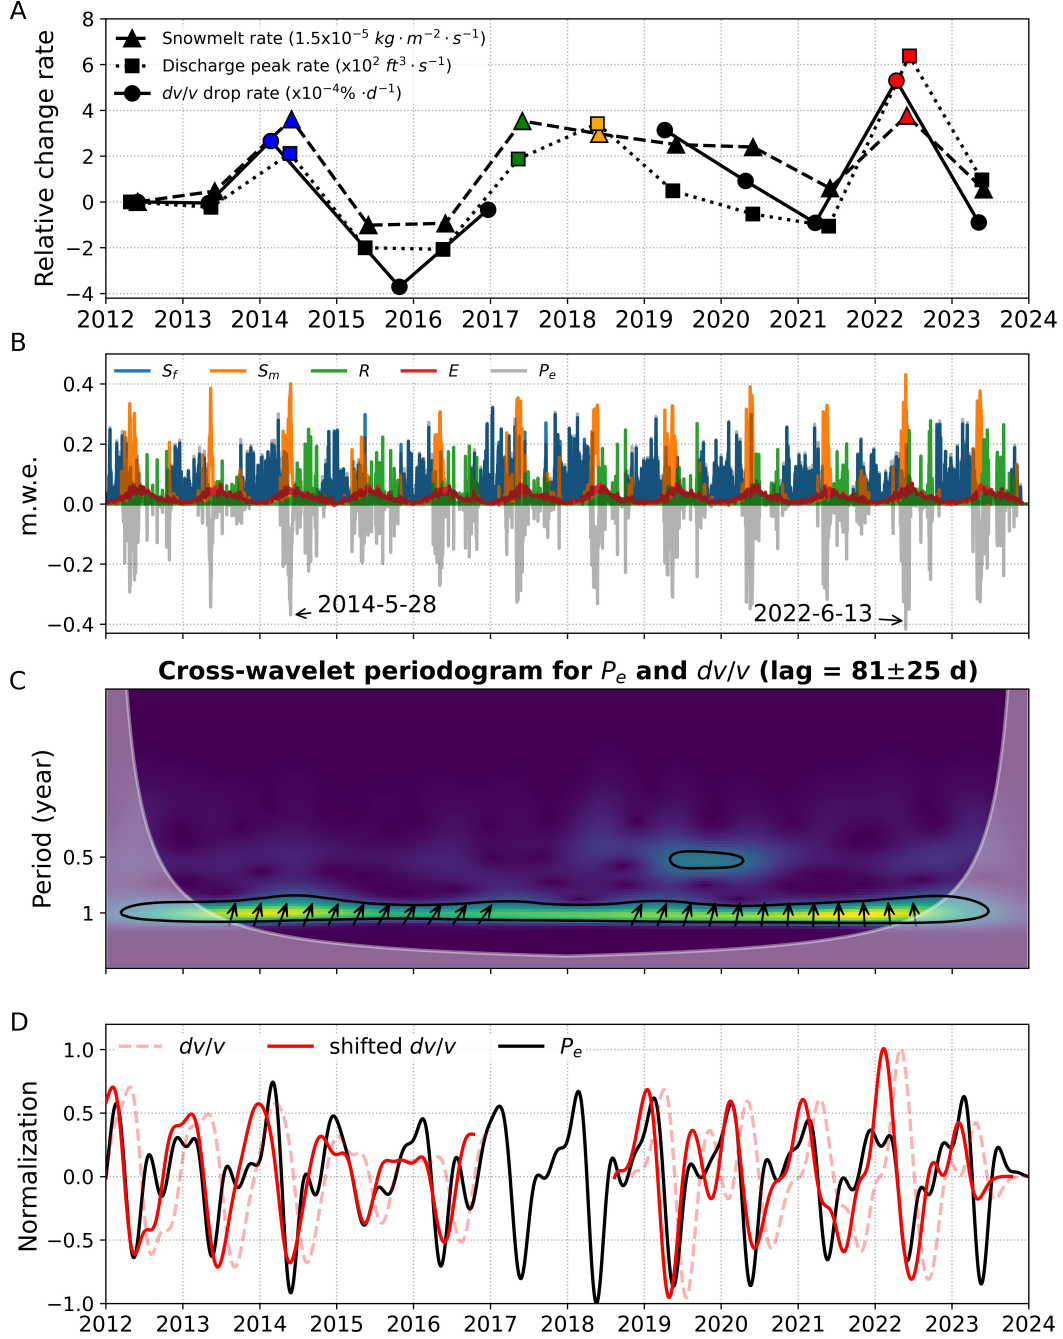 A
Relative change rate
8
6
4
2
0
−2
−4
Snowmelt rate (1.5x10⁻⁵ kg · m⁻² · s⁻¹)
Discharge peak rate (x10² ft³ · s⁻¹)
dv/v drop rate (x10⁻⁴% · d⁻¹)
2012 2013 2014 2015 2016 2017 2018 2019 2020 2021 2022 2023 2024
B
m.w.e.
0.4
0.2
0.0
−0.2
−0.4
S_f S_m R E P_e
2014-5-28
2022-6-13
C
Cross-wavelet periodogram for P_e and dv/v (lag = 81±25 d)
Period (year)
0.5
1
D
Normalization
1.0
0.5
0.0
−0.5
−1.0
dv/v shifted dv/v P_e
2012 2013 2014 2015 2016 2017 2018 2019 2020 2021 2022 2023 2024